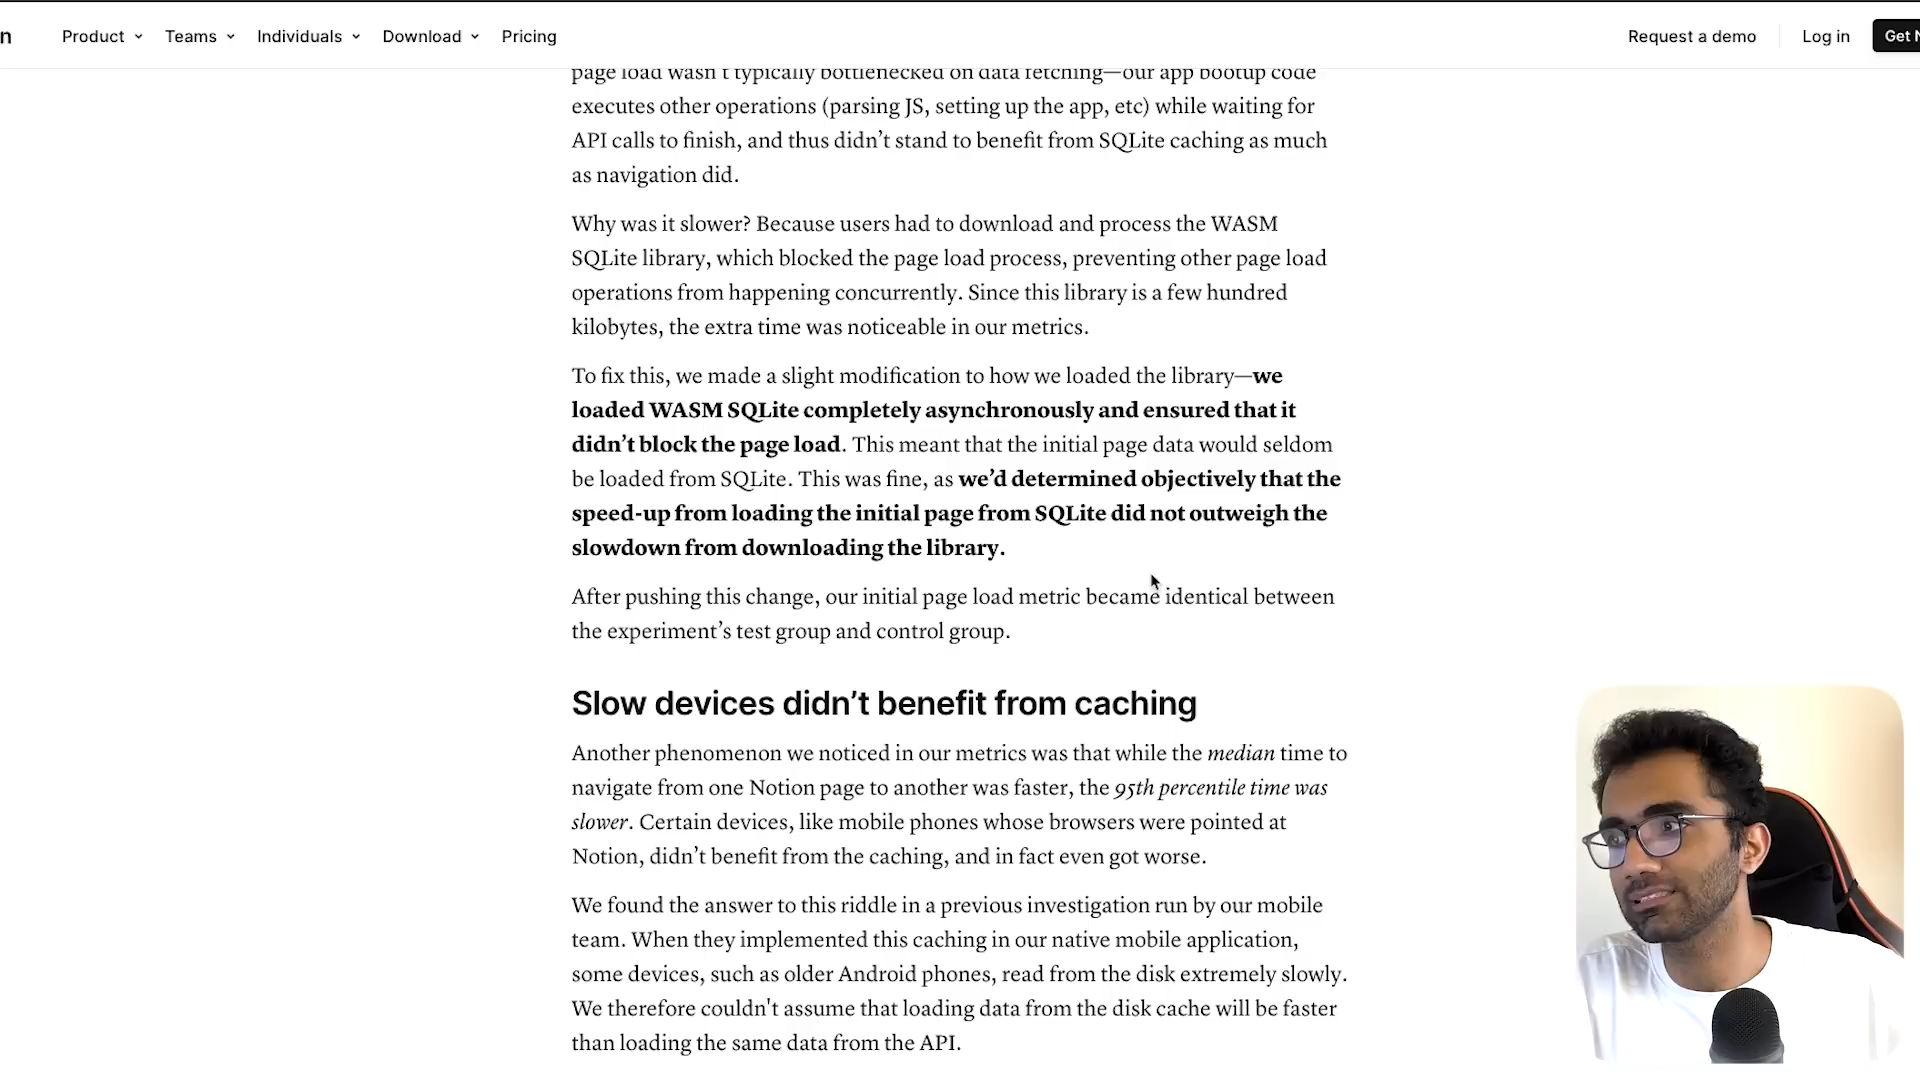 n
Product
Teams
Individuals
Download
Pricing
Request a demo
Log in
Get N
page load wasn't typically bottlenecked on data fetching—our app bootup code
executes other operations (parsing JS, setting up the app, etc) while waiting for
API calls to finish, and thus didn’t stand to benefit from SQLite caching as much
as navigation did.
Why was it slower? Because users had to download and process the WASM
SQLite library, which blocked the page load process, preventing other page load
operations from happening concurrently. Since this library is a few hundred
kilobytes, the extra time was noticeable in our metrics.
To fix this, we made a slight modification to how we loaded the library—we
loaded WASM SQLite completely asynchronously and ensured that it
didn’t block the page load. This meant that the initial page data would seldom
be loaded from SQLite. This was fine, as we’d determined objectively that the
speed-up from loading the initial page from SQLite did not outweigh the
slowdown from downloading the library.
After pushing this change, our initial page load metric became identical between
the experiment’s test group and control group.
Slow devices didn’t benefit from caching
Another phenomenon we noticed in our metrics was that while the median time to
navigate from one Notion page to another was faster, the 95th percentile time was
slower. Certain devices, like mobile phones whose browsers were pointed at
Notion, didn’t benefit from the caching, and in fact even got worse.
We found the answer to this riddle in a previous investigation run by our mobile
team. When they implemented this caching in our native mobile application,
some devices, such as older Android phones, read from the disk extremely slowly.
We therefore couldn't assume that loading data from the disk cache will be faster
than loading the same data from the API.